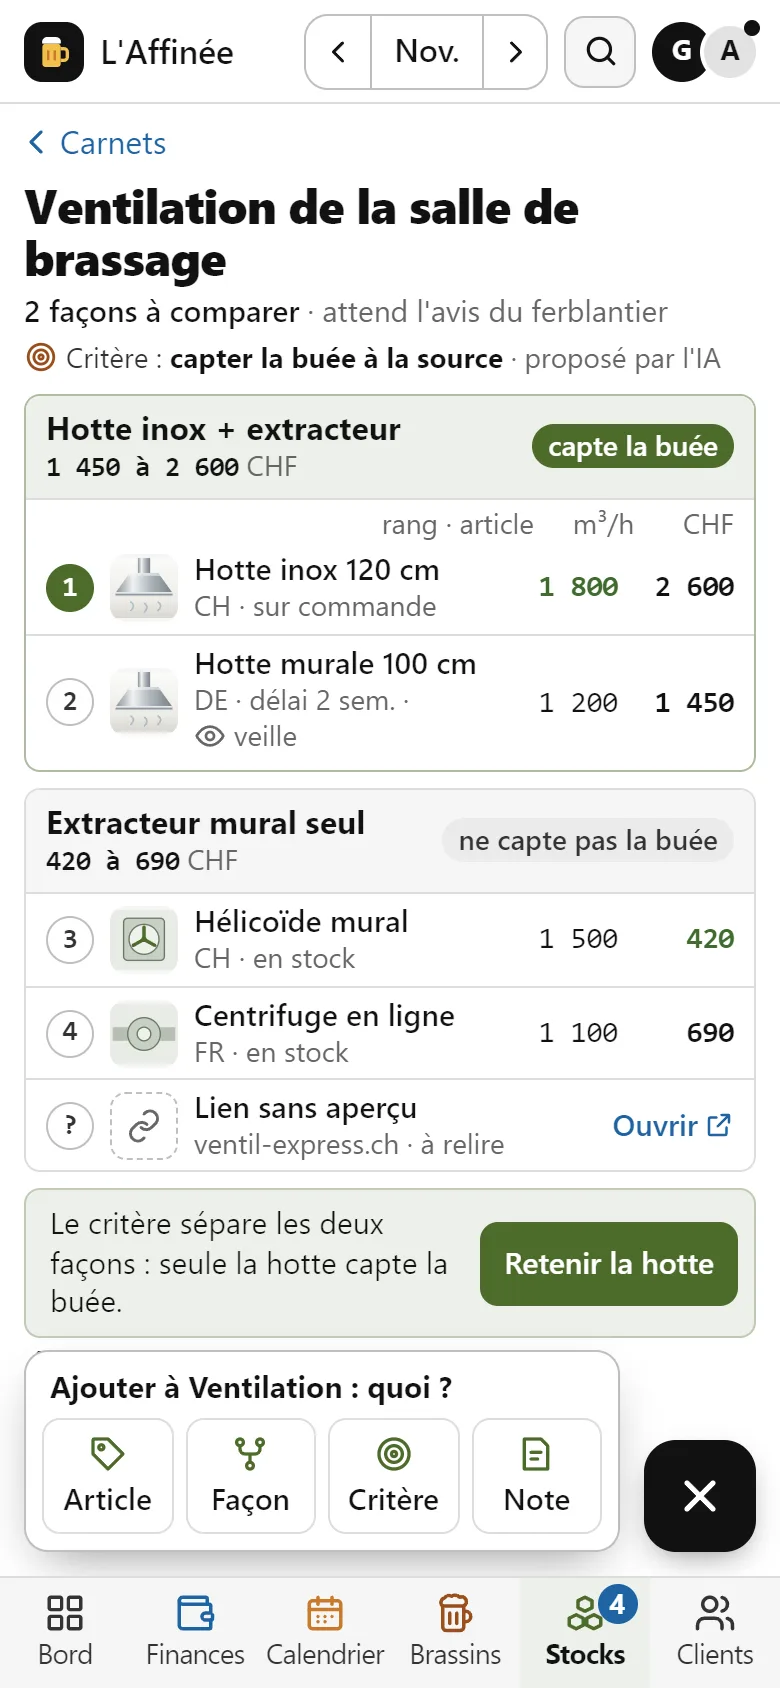 L'Affinée
Nov.
G
A
Carnets
Ventilation de la salle de
brassage
2 façons à comparer · attend l'avis du ferblantier
Critère : capter la buée à la source · proposé par l'IA
Hotte inox + extracteur
1 450 à 2 600 CHF
capte la buée
rang · article m³/h CHF
1
Hotte inox 120 cm
CH · sur commande
1 800
2 600
2
Hotte murale 100 cm
DE · délai 2 sem. ·
veille
1 200
1 450
Extracteur mural seul
420 à 690 CHF
ne capte pas la buée
3
Hélicoïde mural
CH · en stock
1 500
420
4
Centrifuge en ligne
FR · en stock
1 100
690
?
Lien sans aperçu
ventil-express.ch · à relire
Ouvrir
Le critère sépare les deux
façons : seule la hotte capte la
buée.
Retenir la hotte
Ajouter à Ventilation : quoi ?
Article
Façon
Critère
Note
Bord
Finances
Calendrier
Brassins
4
Stocks
Clients